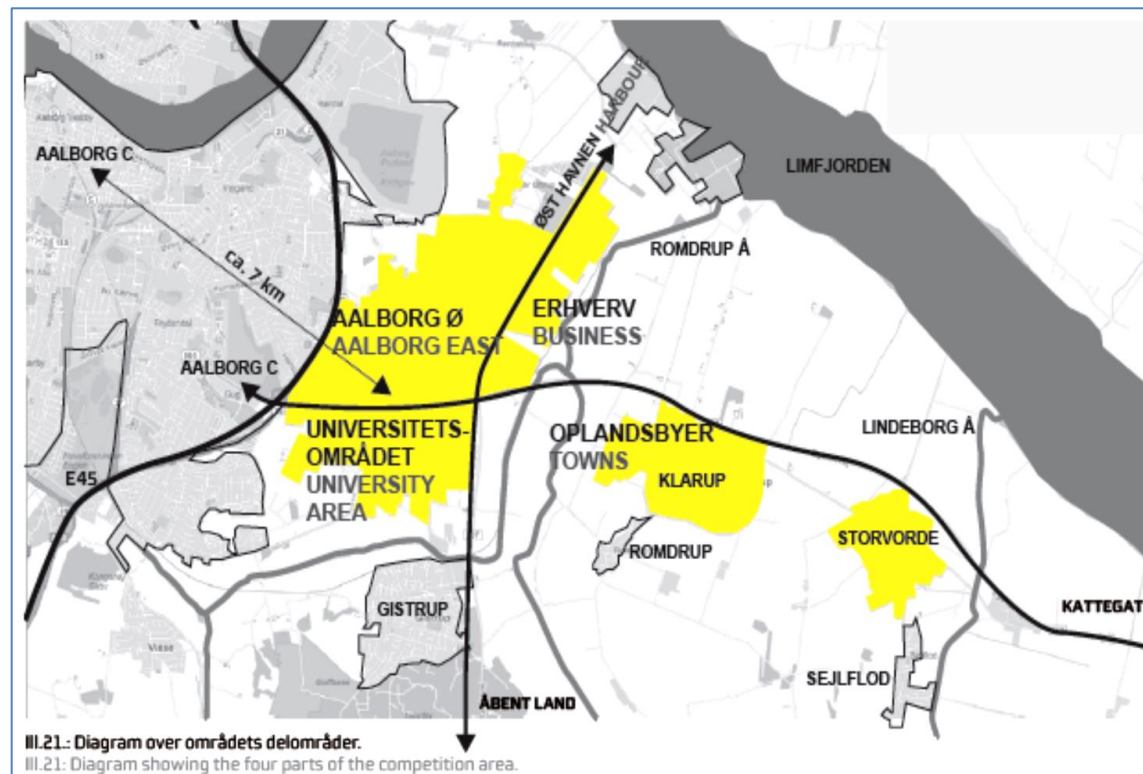 AALBORG C
ca. 7 km
AALBORG C
E45
ØST HAVNEN HARBOUR
LIMFJORDEN
ROMDRUP Å
AALBORG Ø
AALBORG EAST
ERHVERV
BUSINESS
UNIVERSITETS-
OMRÅDET
UNIVERSITY
AREA
OPLANDSBYER
TOWNS
KLARUP
LINDEBORG Å
STORVORDE
ROMDRUP
GISTRUP
KATTEGAT
SEJLFLOD
ÅBENT LAND
Ill.21.: Diagram over områdets delområder.
Ill.21: Diagram showing the four parts of the competition area.